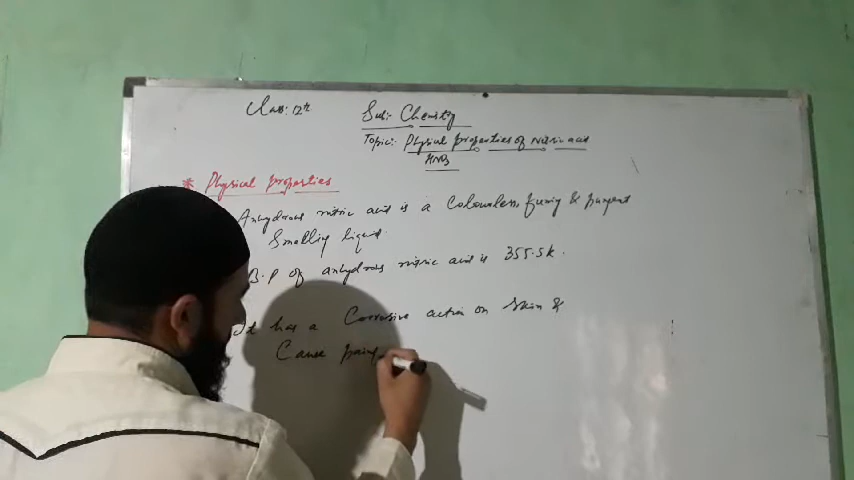 Class: 12th
Sub:- Chemistry
Topic:- Physical properties of nitric acid
HNO3
* Physical properties
Anhydrous nitric acid is a Colourless, fuming & pungent
Smelling liquid.
B.P of anhydrous nitric acid is 355.5k.
It has a Corrosive action on Skin &
Cause